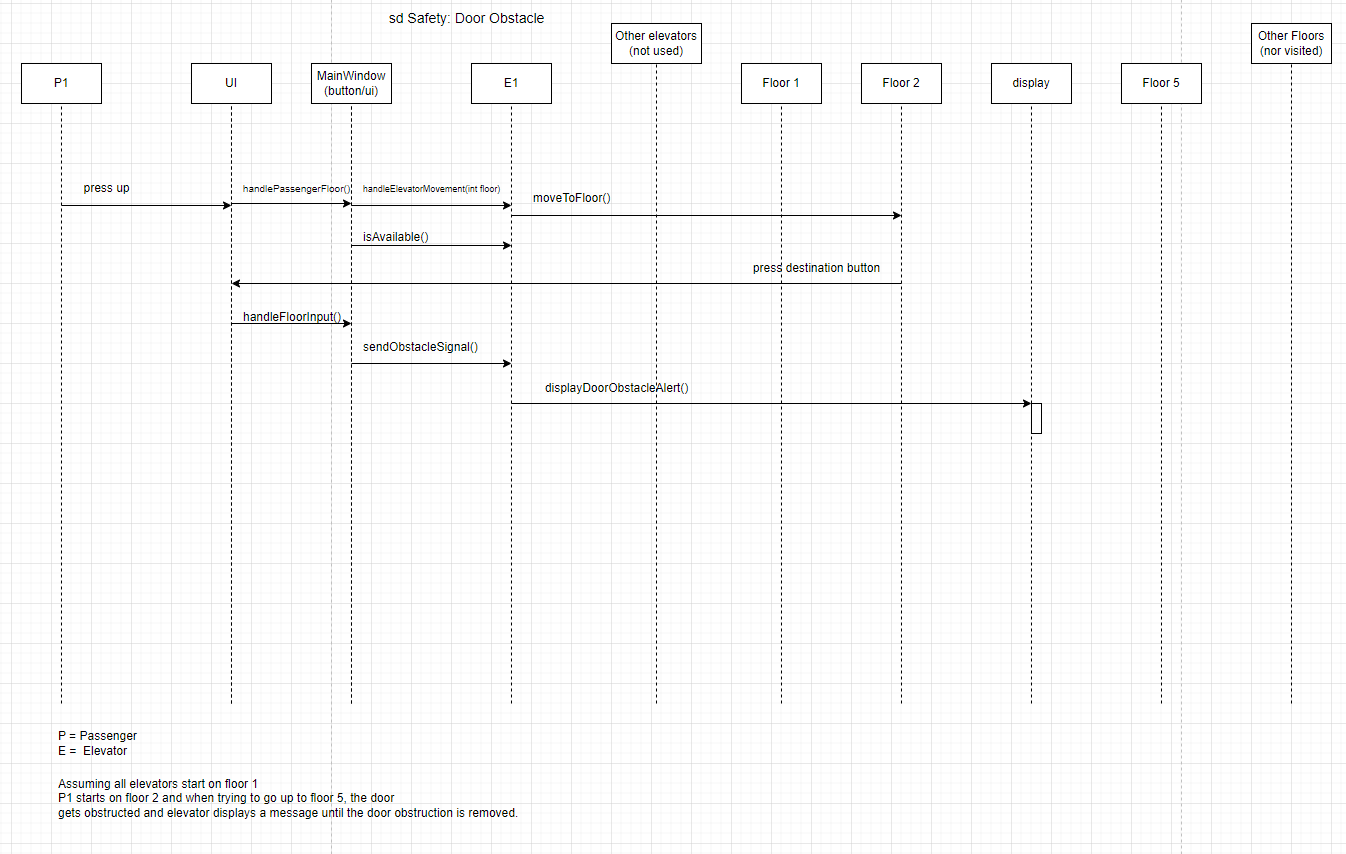 sd Safety: Door Obstacle
Other elevators
(not used)
Other Floors
(nor visited)
P1
UI
MainWindow
(button/ui)
E1
Floor 1
Floor 2
display
Floor 5
press up
handlePassengerFloor()
handleElevatorMovement(int floor)
moveToFloor()
isAvailable()
press destination button
handleFloorInput()
sendObstacleSignal()
displayDoorObstacleAlert()
P = Passenger
E =  Elevator
Assuming all elevators start on floor 1
P1 starts on floor 2 and when trying to go up to floor 5, the door
gets obstructed and elevator displays a message until the door obstruction is removed.